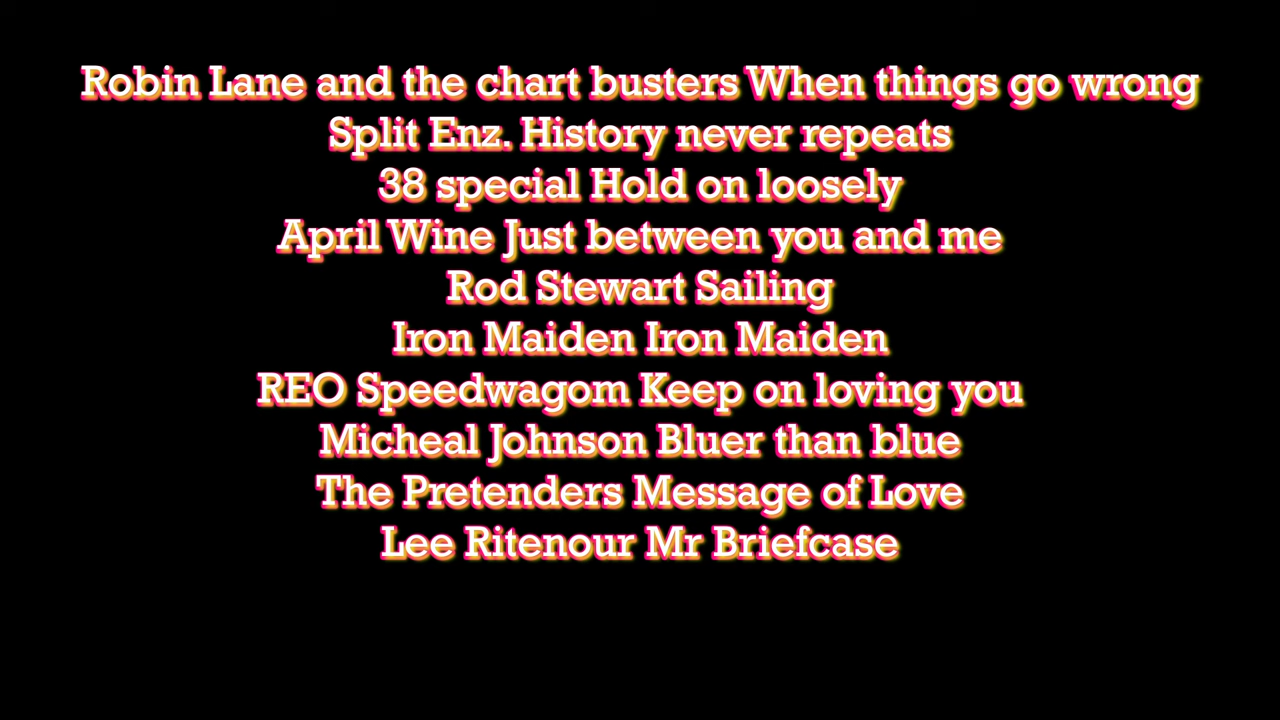 Robin Lane and the chart busters When things go wrong
Split Enz. History never repeats
38 special Hold on loosely
April Wine Just between you and me
Rod Stewart Sailing
Iron Maiden Iron Maiden
REO Speedwagom Keep on loving you
Micheal Johnson Bluer than blue
The Pretenders Message of Love
Lee Ritenour Mr Briefcase